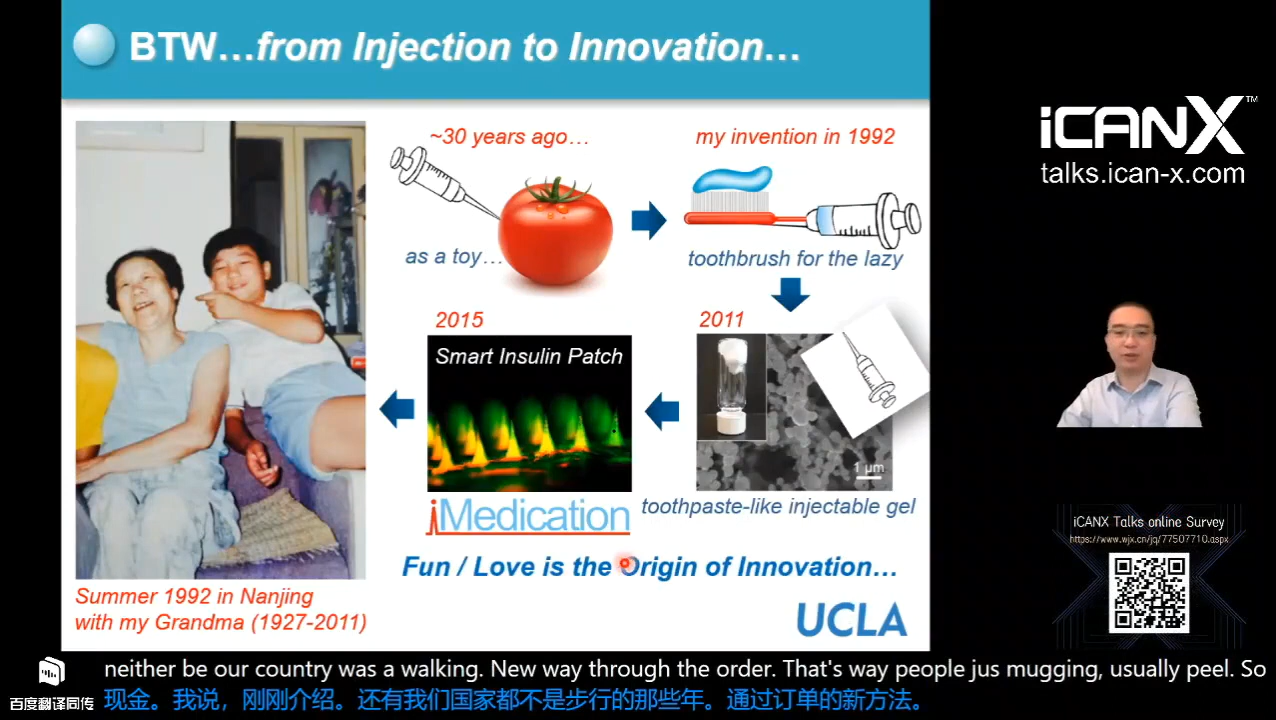 BTW…from Injection to Innovation…
~30 years ago…
my invention in 1992
as a toy…
toothbrush for the lazy
2015
2011
Smart Insulin Patch
1 µm
iMedication
toothpaste-like injectable gel
Fun / Love is the Origin of Innovation…
Summer 1992 in Nanjing
with my Grandma (1927-2011)
UCLA
iCANX™
talks.ican-x.com
iCANX Talks online Survey
https://www.wjx.cn/jq/77507710.aspx
neither be our country was a walking. New way through the order. That's way people jus mugging, usually peel. So
现金。我说，刚刚介绍。还有我们国家都不是步行的那些年。通过订单的新方法。
百度翻译同传